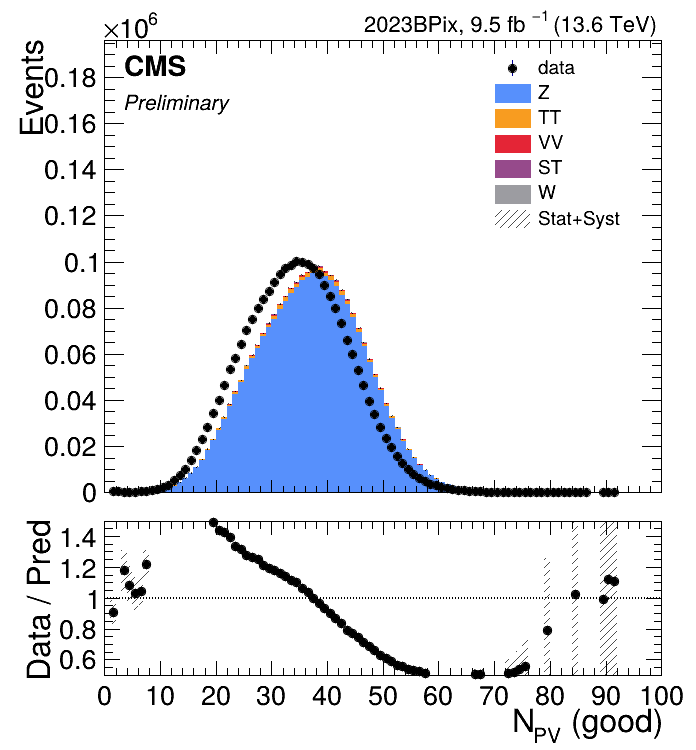 ×10⁶
2023BPix, 9.5 fb ⁻¹ (13.6 TeV)
Events
CMS
Preliminary
data
Z
TT
VV
ST
W
Stat+Syst
0.18
0.16
0.14
0.12
0.1
0.08
0.06
0.04
0.02
0
Data / Pred
1.4
1.2
1
0.8
0.6
0 10 20 30 40 50 60 70 80 90 100
N_PV (good)